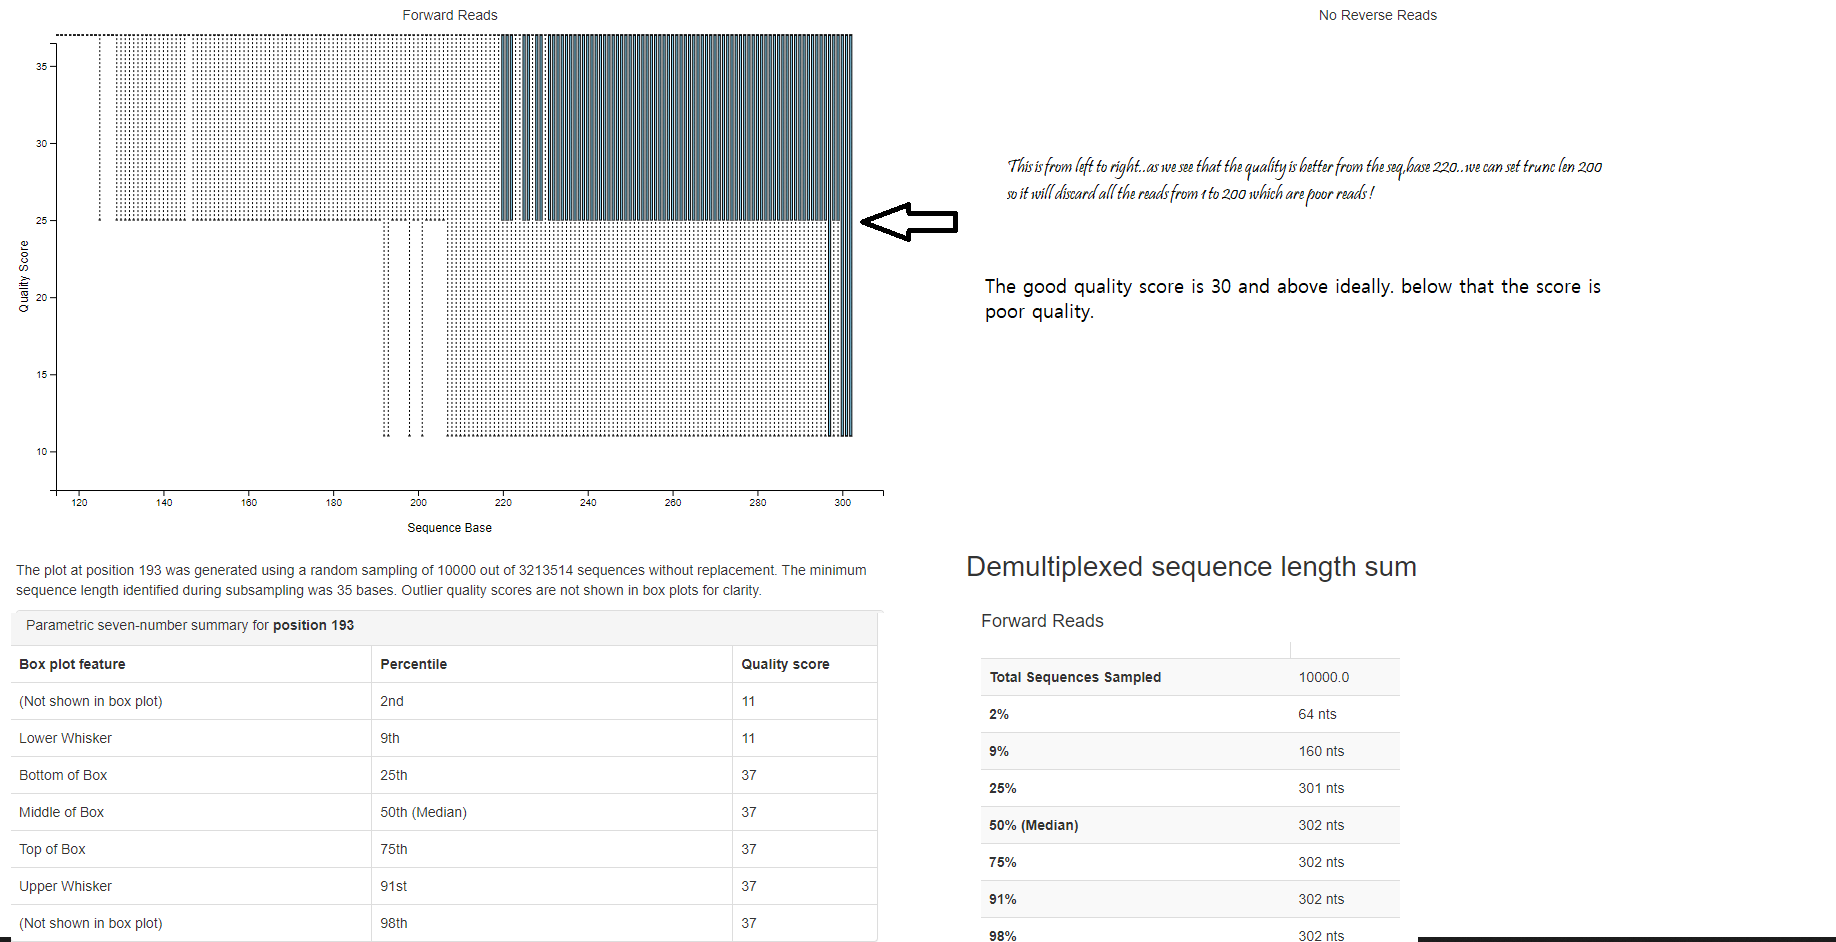 Forward Reads
No Reverse Reads
35
30
25
20
15
10
Quality Score
120 140 160 180 200 220 240 260 280 300
Sequence Base
This is from left to right..as we see that the quality is better from the seq,base 220..we can set trunc len 200
so it will discard all the reads from 1 to 200 which are poor reads!
The good quality score is 30 and above ideally. below that the score is
poor quality.
The plot at position 193 was generated using a random sampling of 10000 out of 3213514 sequences without replacement. The minimum
sequence length identified during subsampling was 35 bases. Outlier quality scores are not shown in box plots for clarity.
Parametric seven-number summary for position 193
Box plot feature Percentile Quality score
(Not shown in box plot) 2nd 11
Lower Whisker 9th 11
Bottom of Box 25th 37
Middle of Box 50th (Median) 37
Top of Box 75th 37
Upper Whisker 91st 37
(Not shown in box plot) 98th 37
Demultiplexed sequence length sum
Forward Reads
Total Sequences Sampled 10000.0
2% 64 nts
9% 160 nts
25% 301 nts
50% (Median) 302 nts
75% 302 nts
91% 302 nts
98% 302 nts